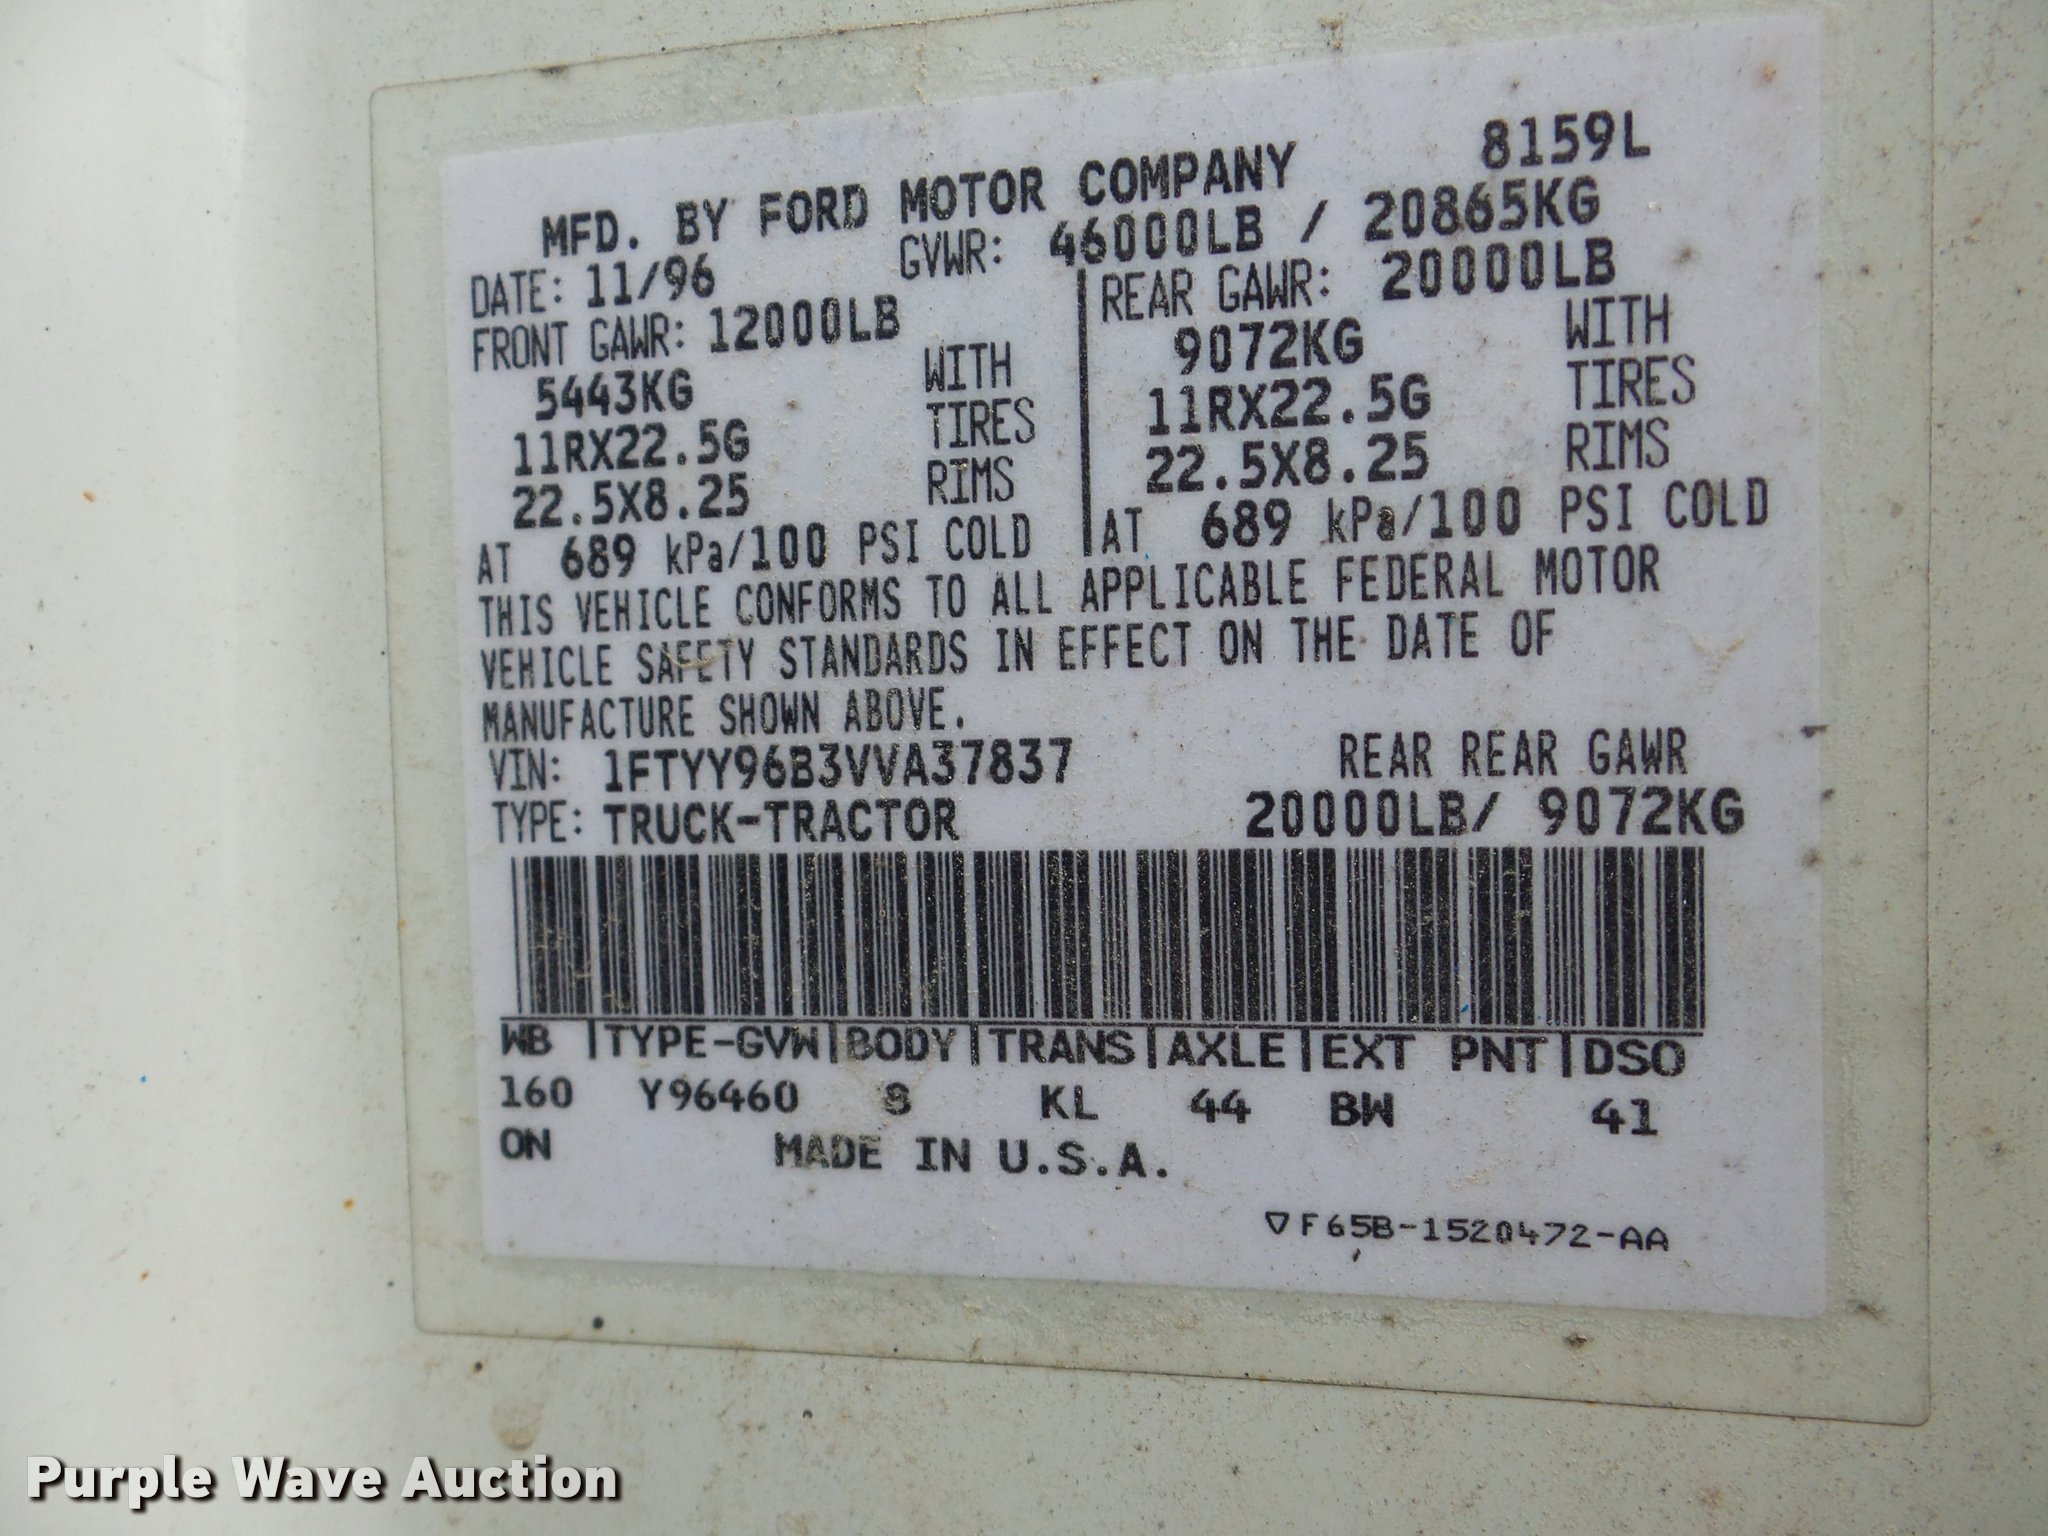 8159L
MFD. BY FORD MOTOR COMPANY
DATE: 11/96 GVWR: 46000LB / 20865KG
FRONT GAWR: 12000LB REAR GAWR: 20000LB
5443KG WITH 9072KG WITH
11RX22.5G TIRES 11RX22.5G TIRES
22.5X8.25 RIMS 22.5X8.25 RIMS
AT 689 kPa/100 PSI COLD AT 689 kPa/100 PSI COLD
THIS VEHICLE CONFORMS TO ALL APPLICABLE FEDERAL MOTOR
VEHICLE SAFETY STANDARDS IN EFFECT ON THE DATE OF
MANUFACTURE SHOWN ABOVE.
VIN: 1FTYY96B3VVA37837 REAR REAR GAWR
TYPE: TRUCK-TRACTOR 20000LB/ 9072KG
WB |TYPE-GVW|BODY|TRANS|AXLE|EXT PNT|DSO
160 Y96460 8 KL 44 BW 41
ON MADE IN U.S.A.
▽F65B-1520472-AA
Purple Wave Auction